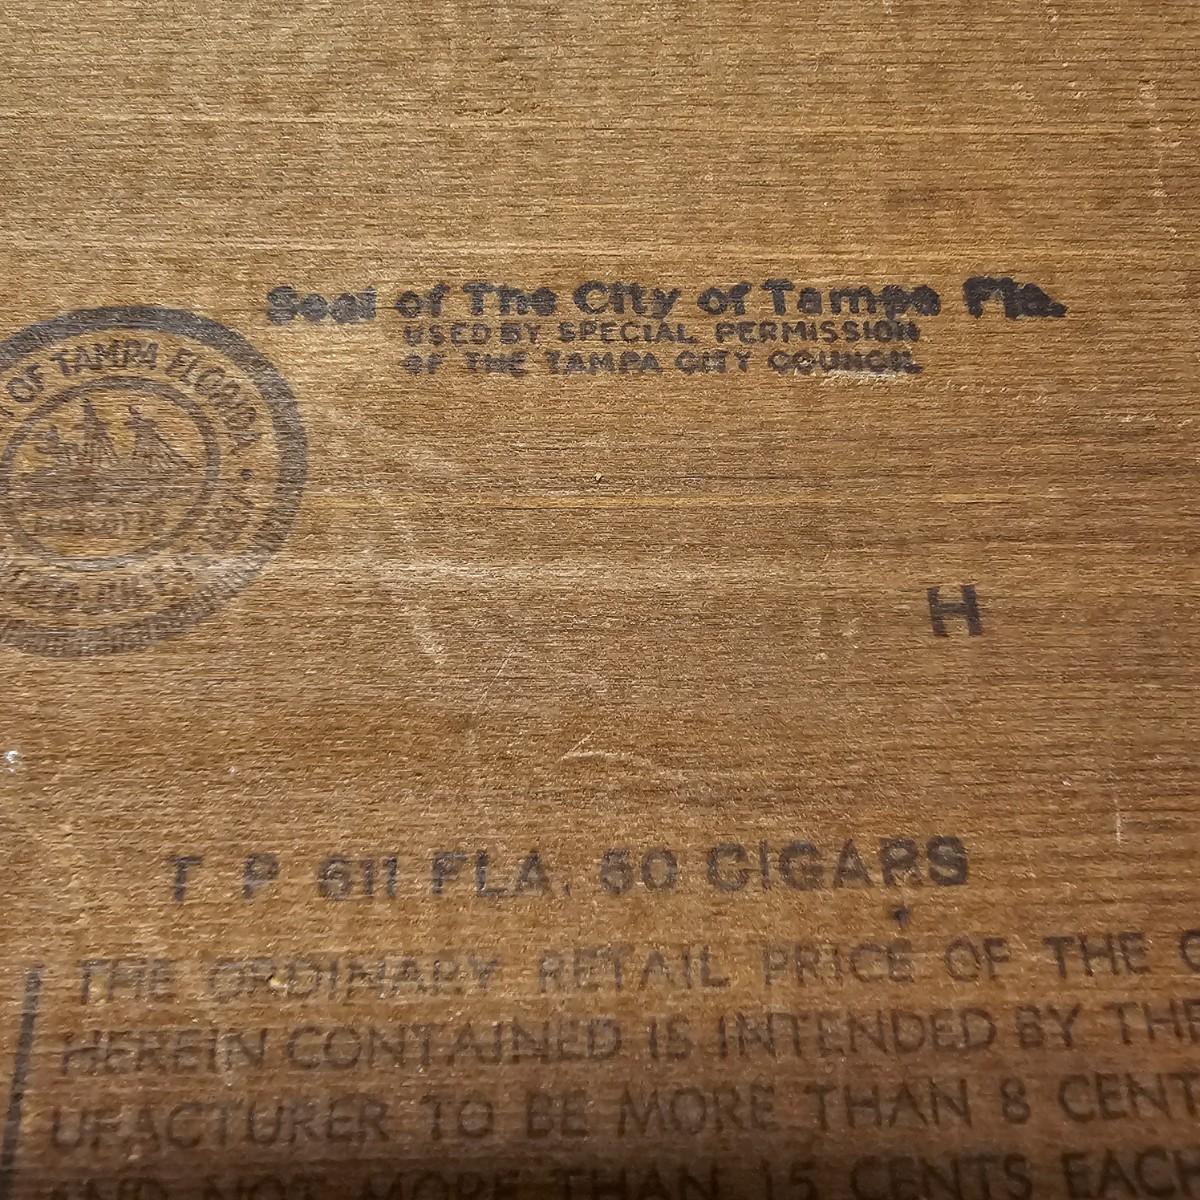 Seal of The City of Tampa Fla.
USED BY SPECIAL PERMISSION
OF THE TAMPA CITY COUNCIL
OF TAMPA FLORIDA
H
T P 611 FLA. 50 CIGARS
THE ORDINARY RETAIL PRICE OF THE C
HEREIN CONTAINED IS INTENDED BY THE
UFACTURER TO BE MORE THAN 8 CENT
AND NOT MORE THAN 15 CENTS EACH